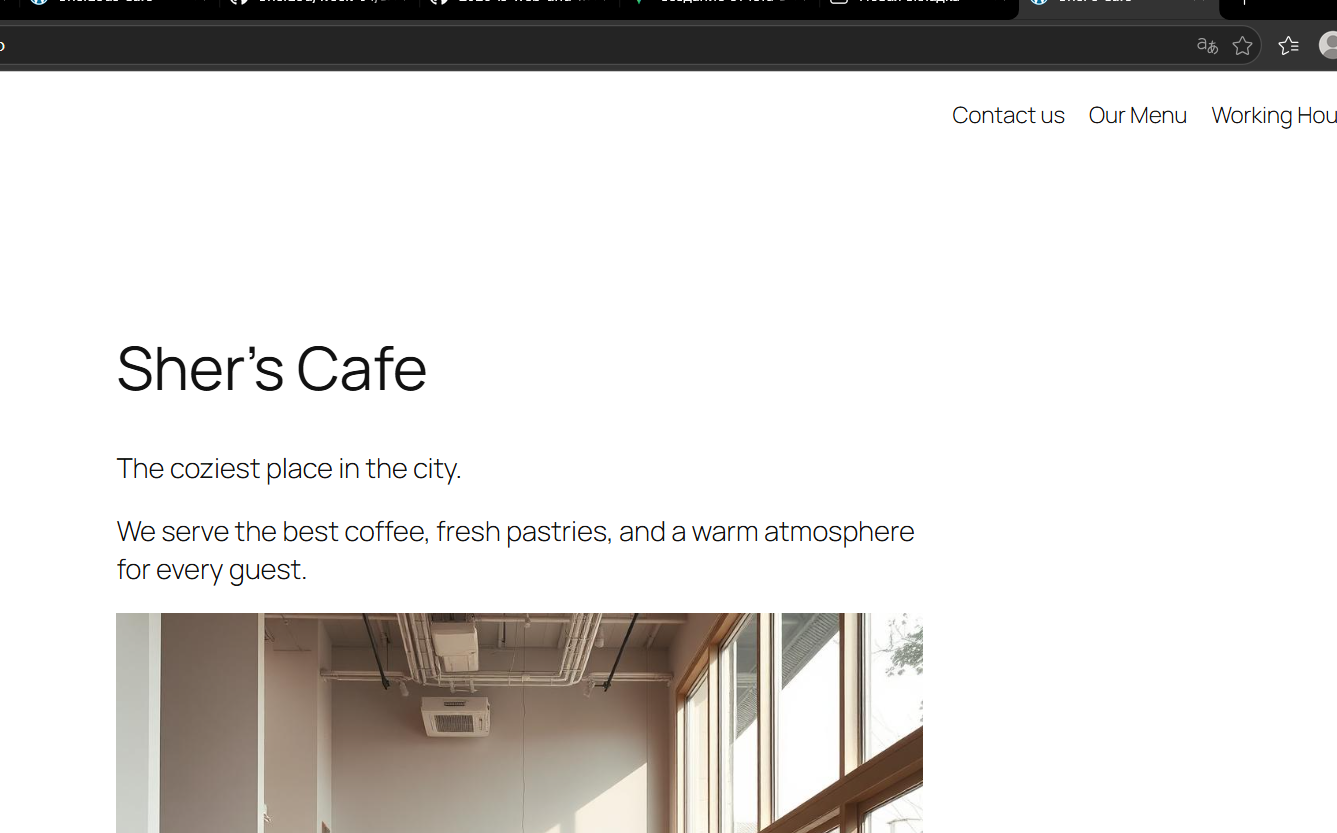 Contact us Our Menu Working Hou
Sher's Cafe
The coziest place in the city.
We serve the best coffee, fresh pastries, and a warm atmosphere
for every guest.